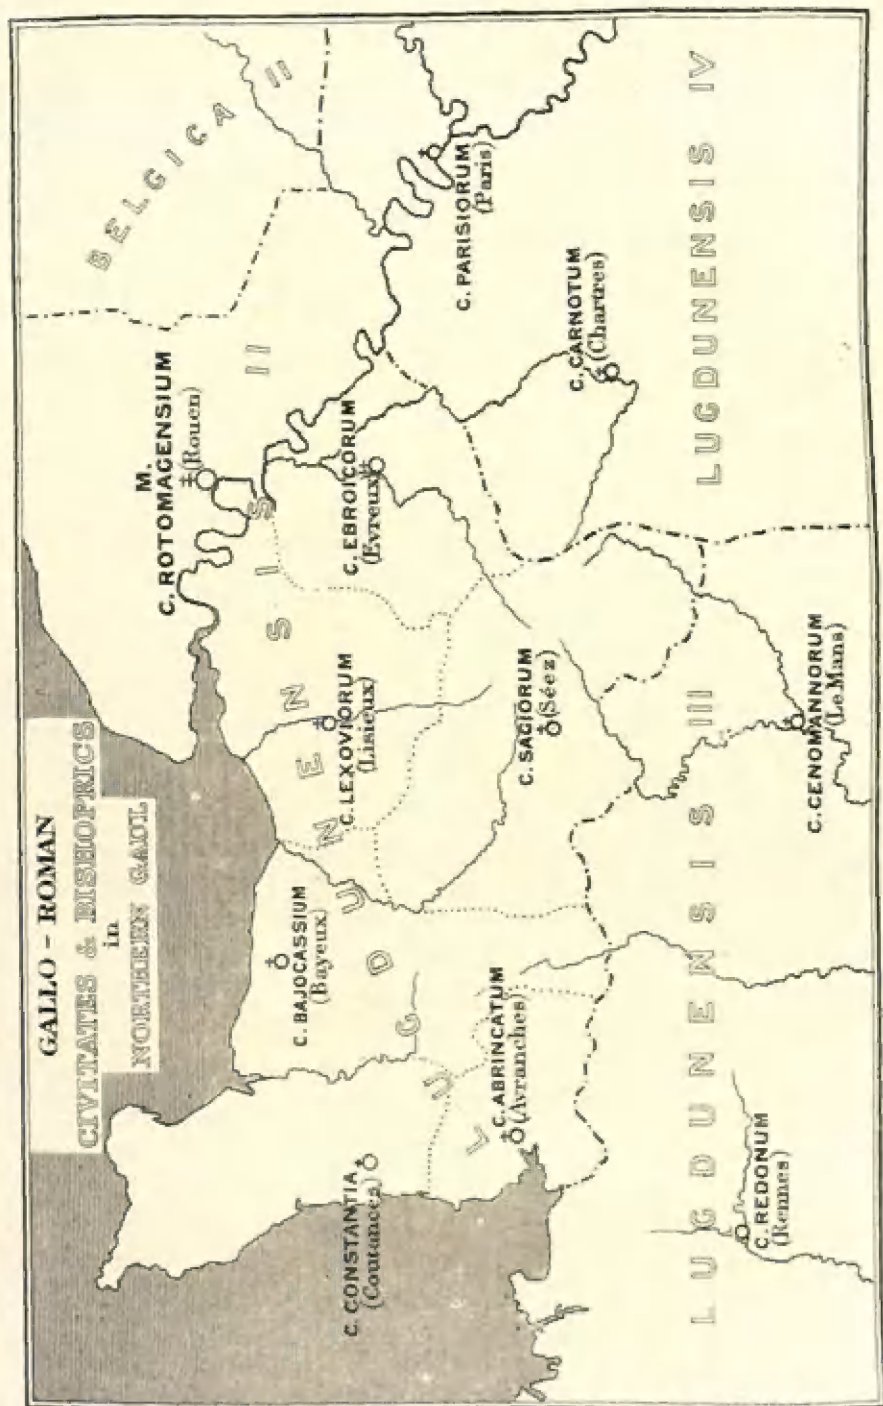 GALLO - ROMAN
CIVITATES & BISHOPRICS
in
NORTHERN GAUL
BELGICA II
M.
C. ROTOMAGENSIUM
(Rouen)
C. CONSTANTIA
(Coutances)
C. BAJOCASSIUM
(Bayeux)
C. LEXOVIORUM
(Lisieux)
C. EBROICORUM
(Evreux)
C. PARISIORUM
(Paris)
LUGDUNENSIS II
C. ABRINCATUM
(Avranches)
C. SAGIORUM
(Séez)
C. CARNOTUM
(Chartres)
LUGDUNENSIS III
LUGDUNENSIS IV
C. REDONUM
(Rennes)
C. CENOMANNORUM
(Le Mans)